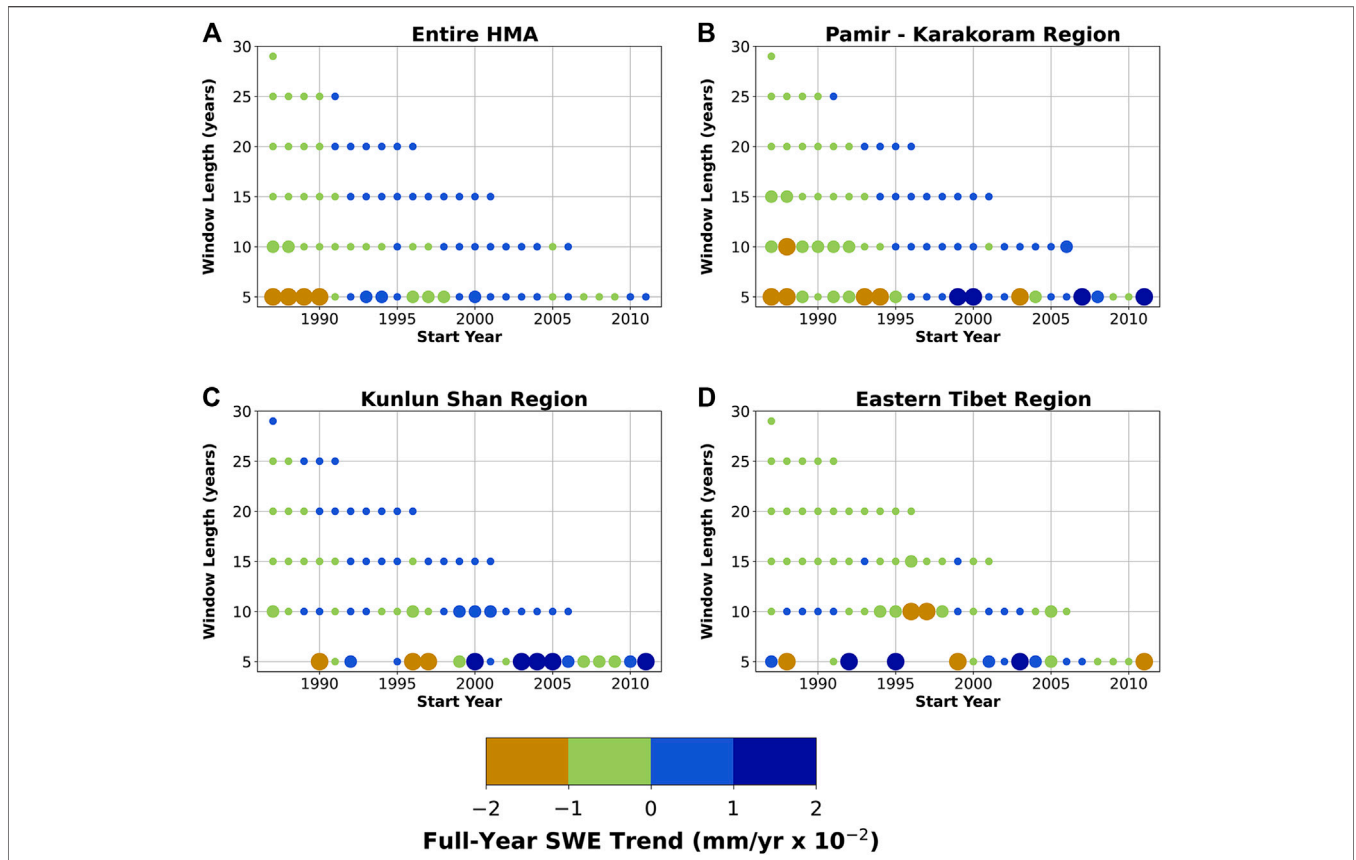 A
Entire HMA
Window Length (years)
30
25
20
15
10
5
1990 1995 2000 2005 2010
Start Year
B
Pamir - Karakoram Region
Window Length (years)
30
25
20
15
10
5
1990 1995 2000 2005 2010
Start Year
C
Kunlun Shan Region
Window Length (years)
30
25
20
15
10
5
1990 1995 2000 2005 2010
Start Year
D
Eastern Tibet Region
Window Length (years)
30
25
20
15
10
5
1990 1995 2000 2005 2010
Start Year
−2 −1 0 1 2
Full-Year SWE Trend (mm/yr x 10⁻²)